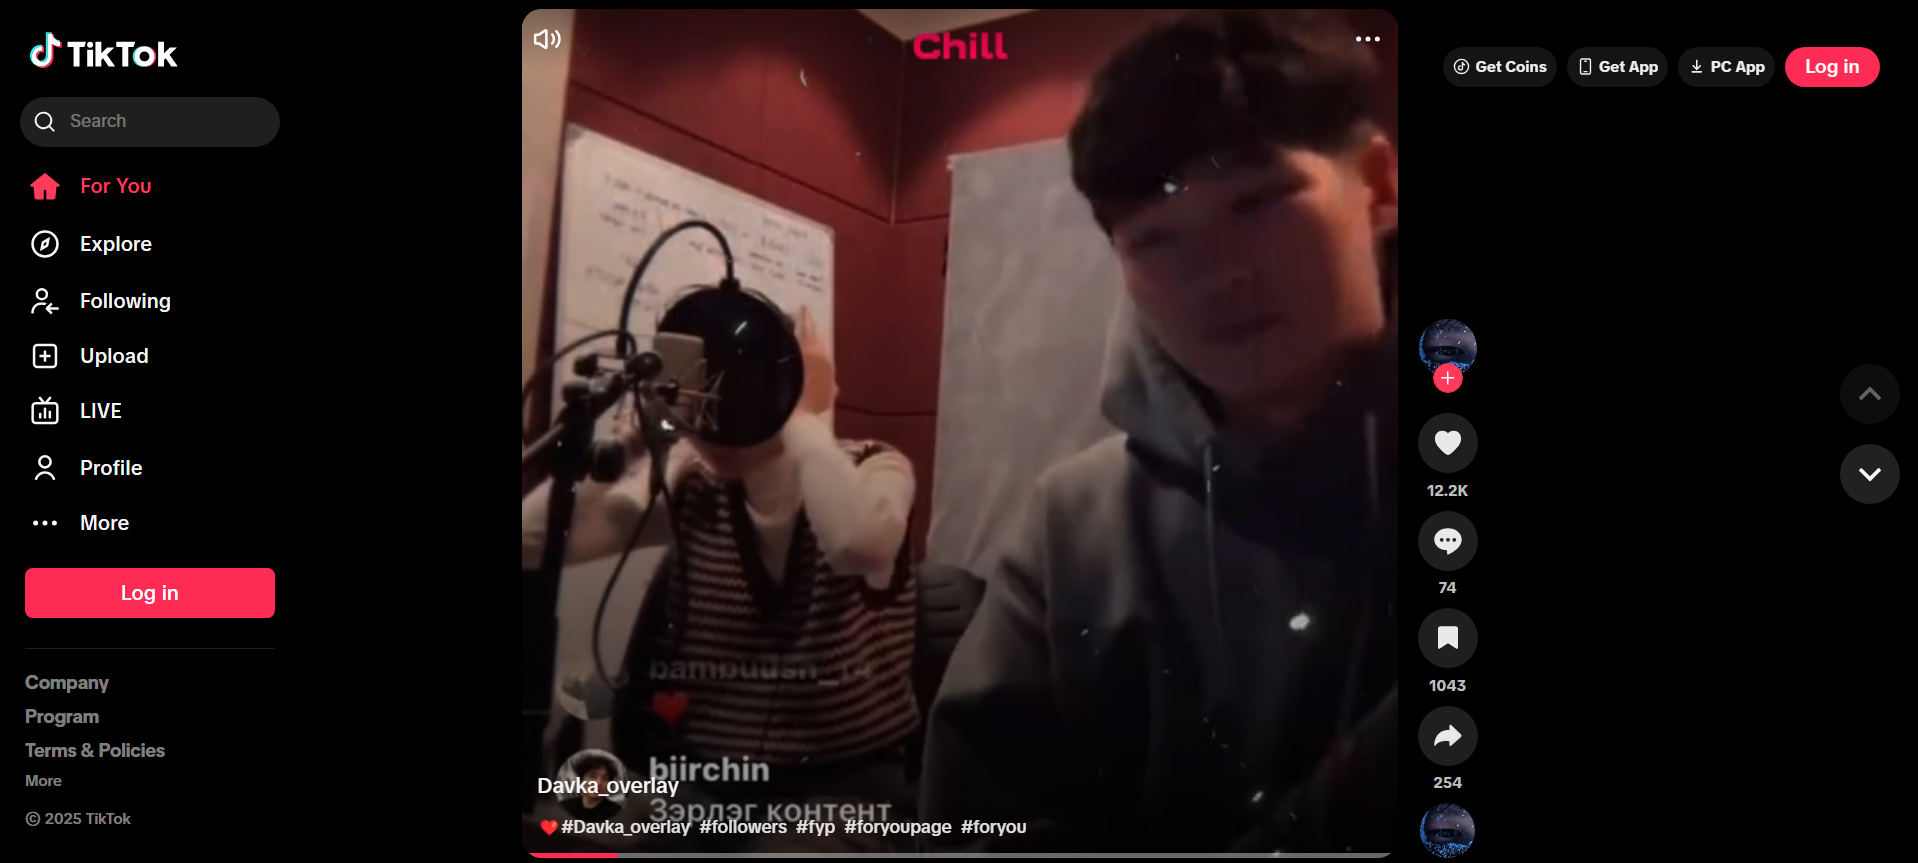 TikTok
Search
For You
Explore
Following
Upload
LIVE
Profile
More
Log in
Company
Program
Terms & Policies
More
© 2025 TikTok
Chill
bambuush_14
biirchin
Davka_overlay
Зэрлэг контент
❤️#Davka_overlay #followers #fyp #foryoupage #foryou
Get Coins
Get App
PC App
Log in
12.2K
74
1043
254